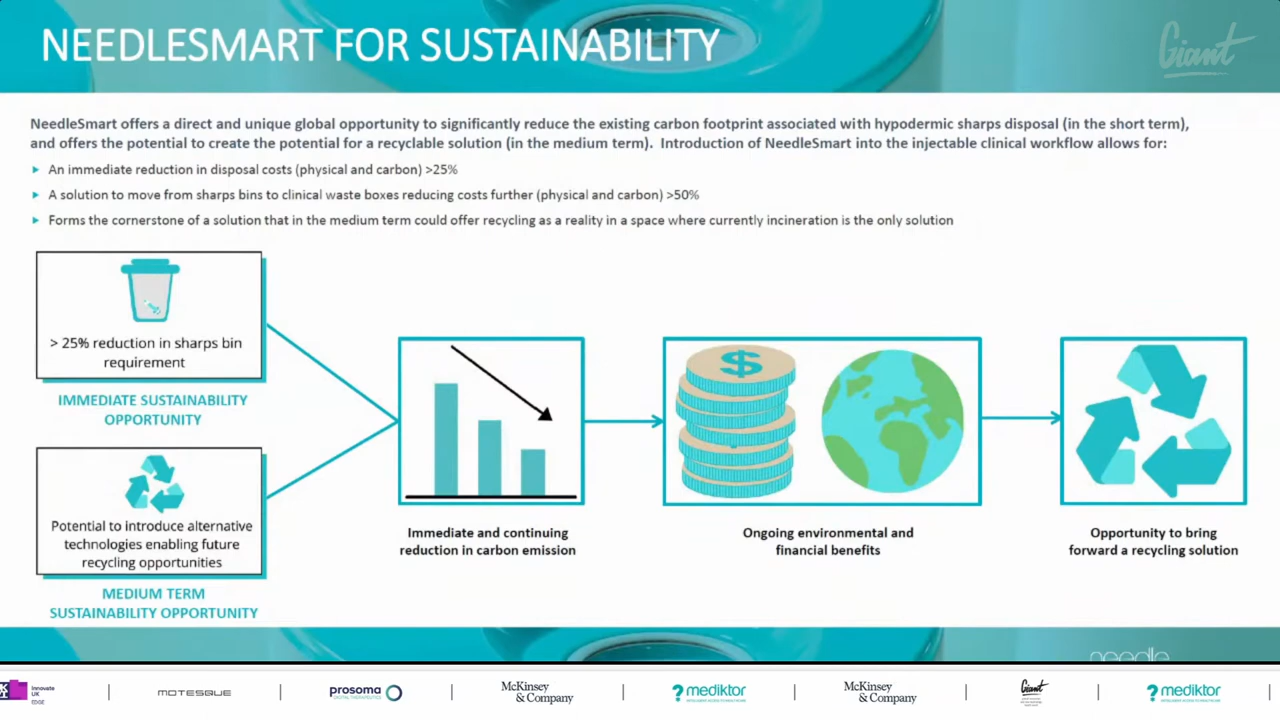 NEEDLESMART FOR SUSTAINABILITY
Giant
NeedleSmart offers a direct and unique global opportunity to significantly reduce the existing carbon footprint associated with hypodermic sharps disposal (in the short term),
and offers the potential to create the potential for a recyclable solution (in the medium term). Introduction of NeedleSmart into the injectable clinical workflow allows for:
An immediate reduction in disposal costs (physical and carbon) >25%
A solution to move from sharps bins to clinical waste boxes reducing costs further (physical and carbon) >50%
Forms the cornerstone of a solution that in the medium term could offer recycling as a reality in a space where currently incineration is the only solution
> 25% reduction in sharps bin
requirement
IMMEDIATE SUSTAINABILITY
OPPORTUNITY
Potential to introduce alternative
technologies enabling future
recycling opportunities
MEDIUM TERM
SUSTAINABILITY OPPORTUNITY
Immediate and continuing
reduction in carbon emission
$
Ongoing environmental and
financial benefits
Opportunity to bring
forward a recycling solution
needle
Innovate
UK
EDGE
MOTESQUE
prosoma
DIGITAL THERAPEUTICS
McKinsey
& Company
mediktor
McKinsey
& Company
Giant
mediktor